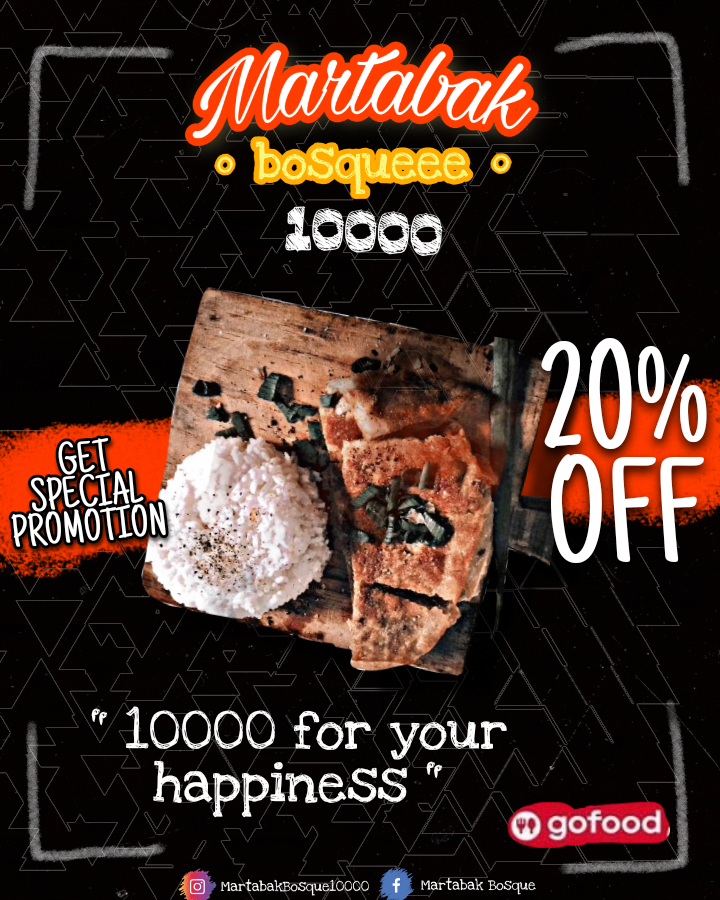 Martabak
bosqueee
10000
GET
SPECIAL
PROMOTION
20%
OFF
" 10000 for your
happiness "
gofood
MartabakBosque10000
Martabak Bosque